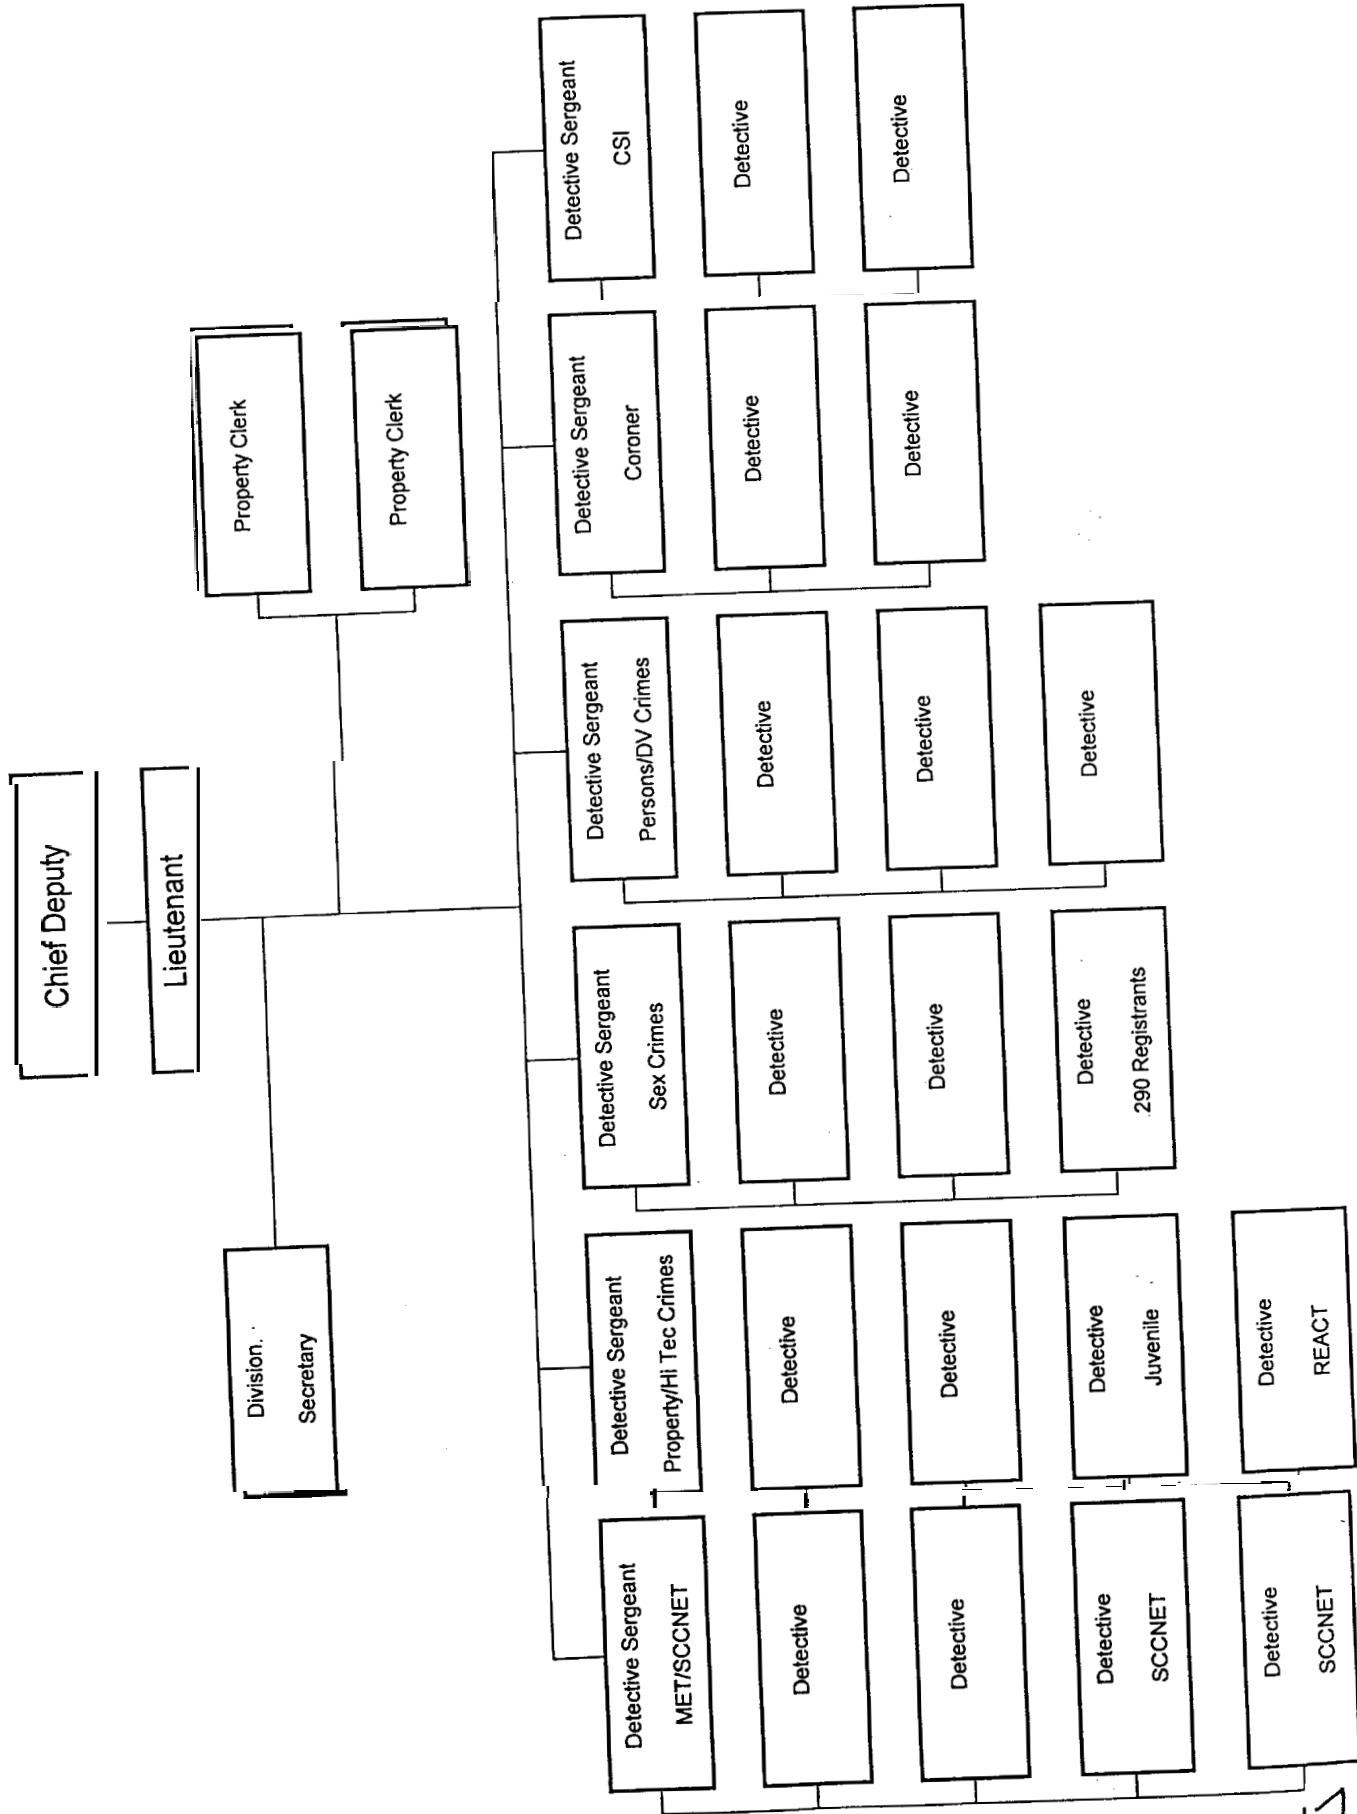 Chief Deputy
Lieutenant
Division
Secretary
Property Clerk
Property Clerk
Detective Sergeant
MET/SCCNET
Detective
Detective
Detective
SCCNET
Detective
SCCNET
Detective Sergeant
Property/Hi Tec Crimes
Detective
Detective
Detective
Juvenile
Detective
REACT
Detective Sergeant
Sex Crimes
Detective
Detective
Detective
290 Registrants
Detective Sergeant
Persons/DV Crimes
Detective
Detective
Detective
Detective Sergeant
Coroner
Detective
Detective
Detective Sergeant
CSI
Detective
Detective